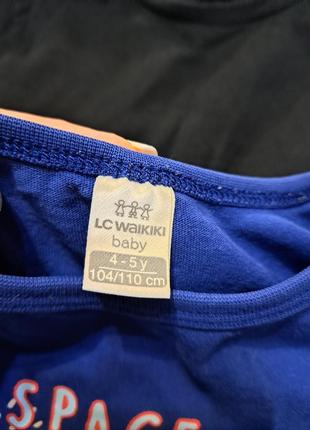 LC WAIKIKI
baby
4 - 5 y
104/110 cm
SPACE